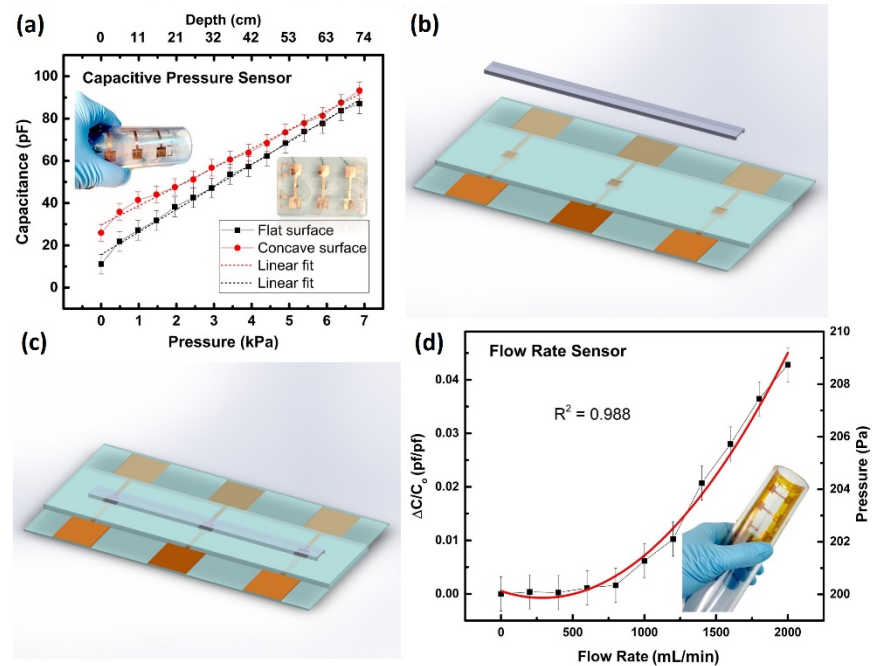 (a)
Depth (cm)
0 11 21 32 42 53 63 74
Capacitive Pressure Sensor
Capacitance (pF)
100
80
60
40
20
0
Flat surface
Concave surface
Linear fit
Linear fit
0 1 2 3 4 5 6 7
Pressure (kPa)
(b)
(c)
(d)
Flow Rate Sensor
R² = 0.988
ΔC/Cₒ (pf/pf)
0.04
0.03
0.02
0.01
0.00
Pressure (Pa)
210
208
206
204
202
200
0 500 1000 1500 2000
Flow Rate (mL/min)